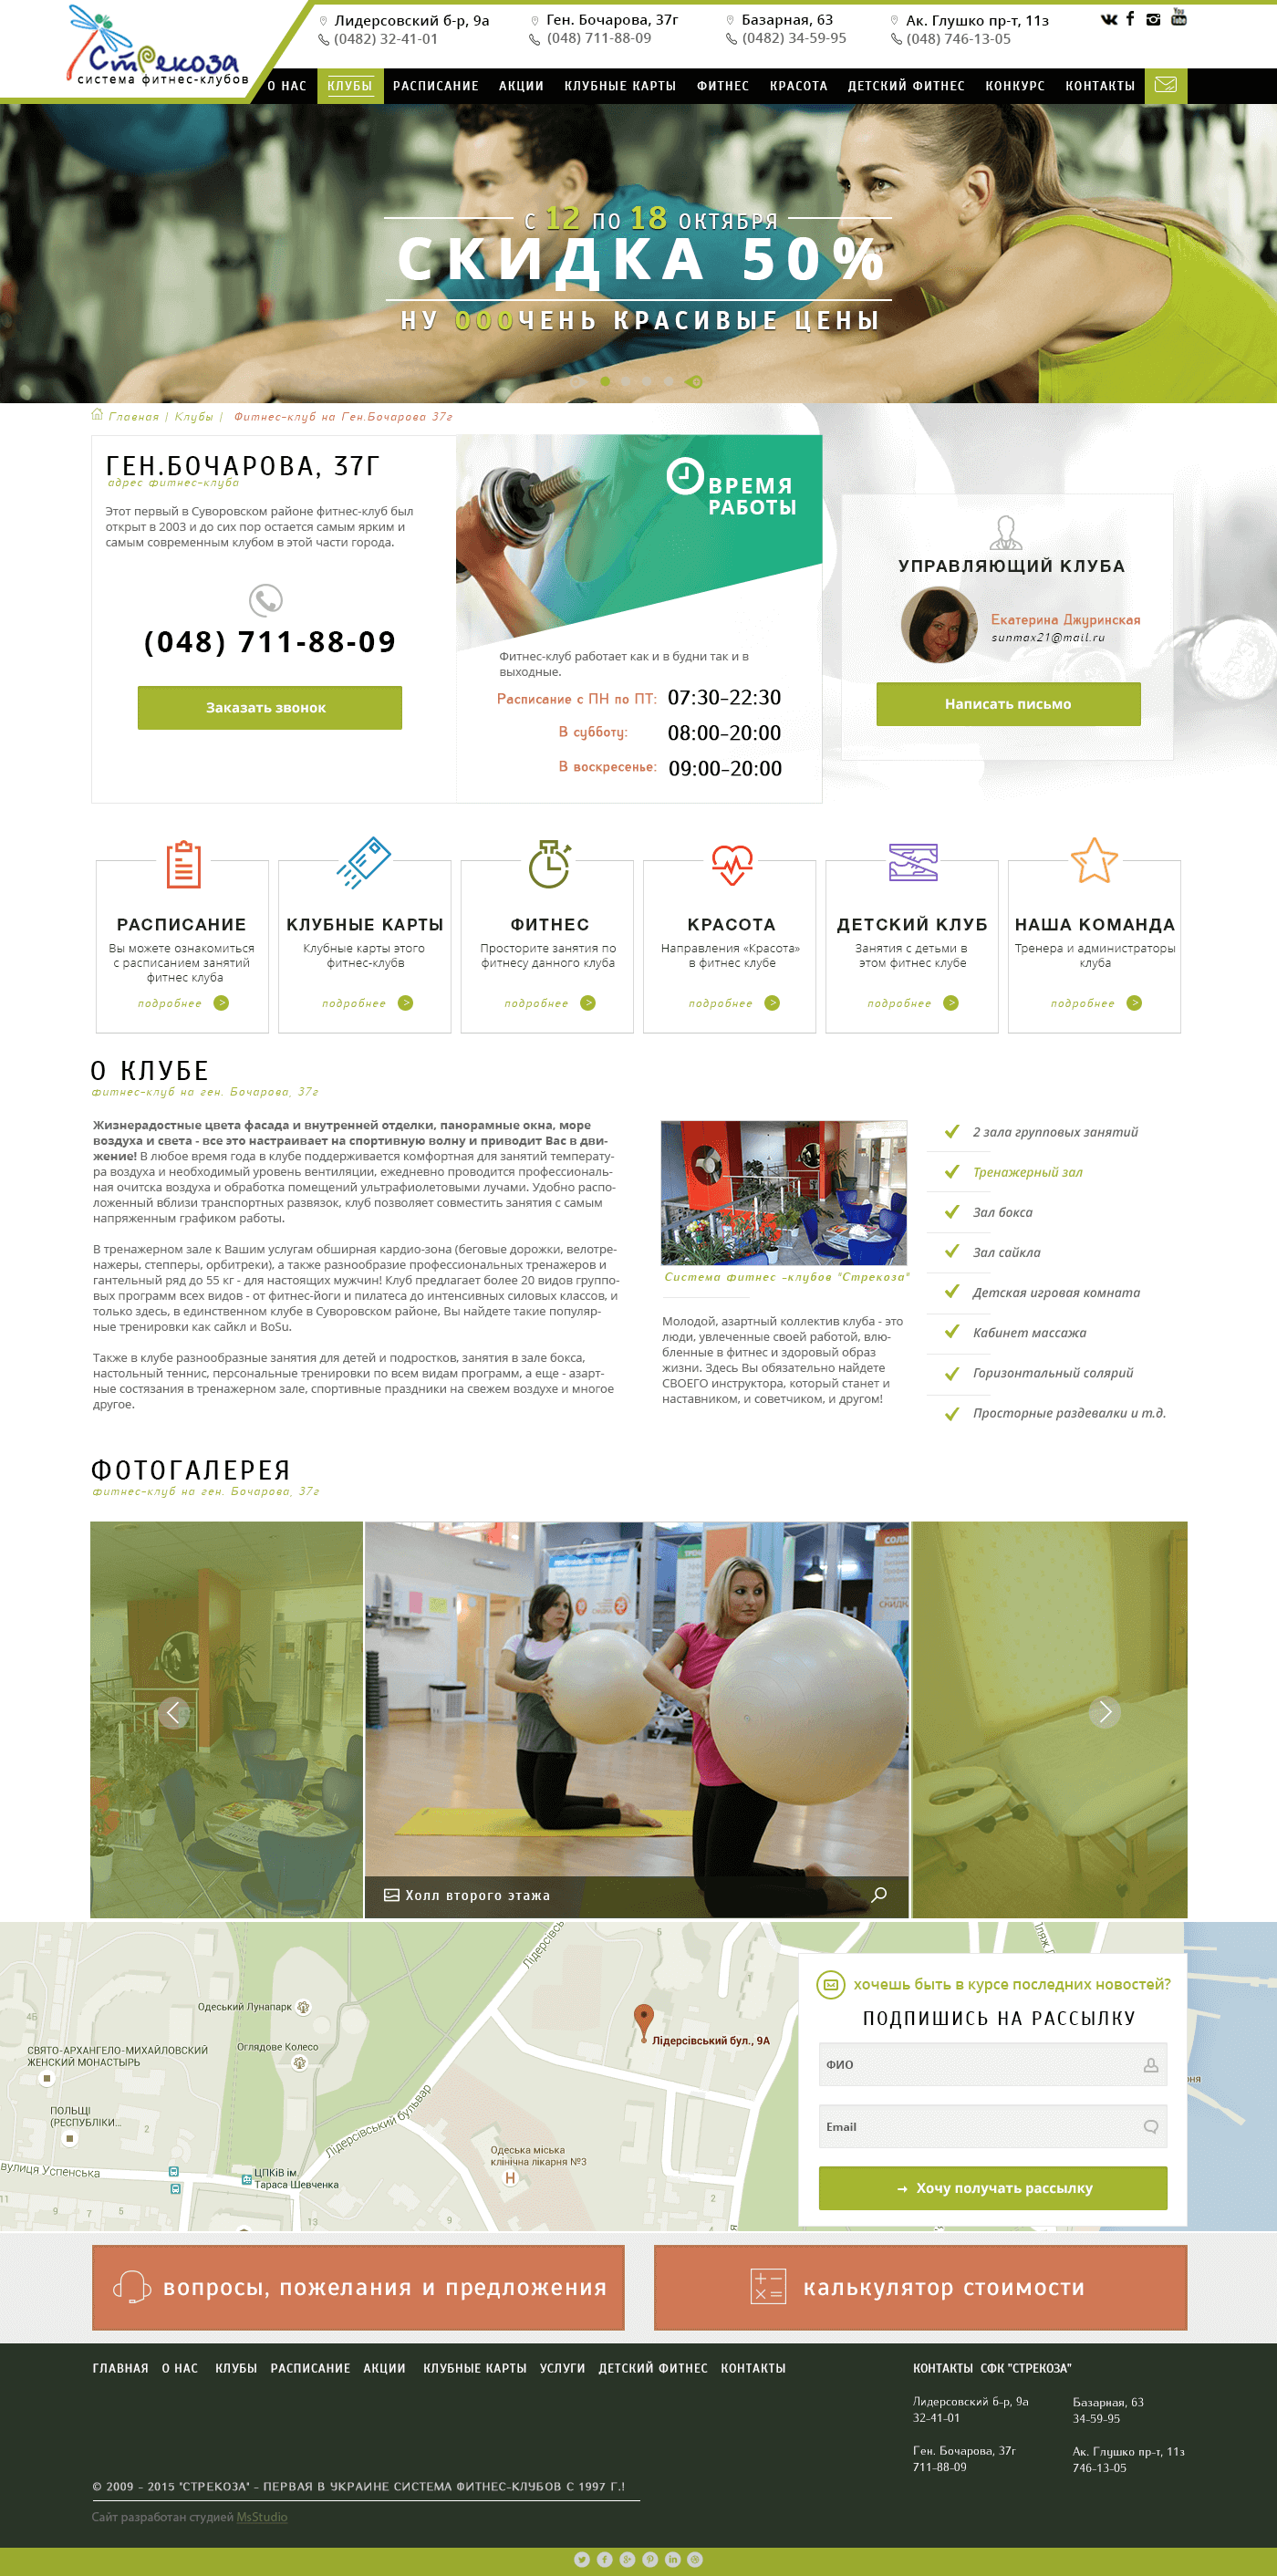 Стрекоза
система фитнес-клубов
Лидерсовский б-р, 9а
(0482) 32-41-01
Ген. Бочарова, 37г
(048) 711-88-09
Базарная, 63
(0482) 34-59-95
Ак. Глушко пр-т, 11з
(048) 746-13-05
О НАС КЛУБЫ РАСПИСАНИЕ АКЦИИ КЛУБНЫЕ КАРТЫ ФИТНЕС КРАСОТА ДЕТСКИЙ ФИТНЕС КОНКУРС КОНТАКТЫ
С 12 ПО 18 ОКТЯБРЯ
СКИДКА 50%
НУ ОООЧЕНЬ КРАСИВЫЕ ЦЕНЫ
Главная | Клубы | Фитнес-клуб на Ген.Бочарова 37г
ГЕН.БОЧАРОВА, 37Г
адрес фитнес-клуба
Этот первый в Суворовском районе фитнес-клуб был
открыт в 2003 и до сих пор остается самым ярким и
самым современным клубом в этой части города.
(048) 711-88-09
Заказать звонок
ВРЕМЯ
РАБОТЫ
Фитнес-клуб работает как и в будни так и в
выходные.
Расписание с ПН по ПТ: 07:30-22:30
В субботу: 08:00-20:00
В воскресенье: 09:00-20:00
УПРАВЛЯЮЩИЙ КЛУБА
Екатерина Джуринская
sunmax21@mail.ru
Написать письмо
РАСПИСАНИЕ
Вы можете ознакомиться
с расписанием занятий
фитнес клуба
подробнее >
КЛУБНЫЕ КАРТЫ
Клубные карты этого
фитнес-клубв
подробнее >
ФИТНЕС
Просторите занятия по
фитнесу данного клуба
подробнее >
КРАСОТА
Направления «Красота»
в фитнес клубе
подробнее >
ДЕТСКИЙ КЛУБ
Занятия с детьми в
этом фитнес клубе
подробнее >
НАША КОМАНДА
Тренера и администраторы
клуба
подробнее >
О КЛУБЕ
фитнес-клуб на ген. Бочарова, 37г
Жизнерадостные цвета фасада и внутренней отделки, панорамные окна, море
воздуха и света - все это настраивает на спортивную волну и приводит Вас в дви-
жение! В любое время года в клубе поддерживается комфортная для занятий температу-
ра воздуха и необходимый уровень вентиляции, ежедневно проводится профессиональ-
ная очитска воздуха и обработка помещений ультрафиолетовыми лучами. Удобно распо-
ложенный вблизи транспортных развязок, клуб позволяет совместить занятия с самым
напряженным графиком работы.
В тренажерном зале к Вашим услугам обширная кардио-зона (беговые дорожки, велотре-
нажеры, степперы, орбитреки), а также разнообразие профессиональных тренажеров и
гантельный ряд до 55 кг - для настоящих мужчин! Клуб предлагает более 20 видов группо-
вых программ всех видов - от фитнес-йоги и пилатеса до интенсивных силовых классов, и
только здесь, в единственном клубе в Суворовском районе, Вы найдете такие популяр-
ные тренировки как сайкл и BoSu.
Также в клубе разнообразные занятия для детей и подростков, занятия в зале бокса,
настольный теннис, персональные тренировки по всем видам программ, а еще - азарт-
ные состязания в тренажерном зале, спортивные праздники на свежем воздухе и многое
другое.
Система фитнес -клубов "Стрекоза"
Молодой, азартный коллектив клуба - это
люди, увлеченные своей работой, влю-
бленные в фитнес и здоровый образ
жизни. Здесь Вы обязательно найдете
СВОЕГО инструктора, который станет и
наставником, и советчиком, и другом!
2 зала групповых занятий
Тренажерный зал
Зал бокса
Зал сайкла
Детская игровая комната
Кабинет массажа
Горизонтальный солярий
Просторные раздевалки и т.д.
ФОТОГАЛЕРЕЯ
фитнес-клуб на ген. Бочарова, 37г
Холл второго этажа
Одеський Лунапарк
Оглядове Колесо
СВЯТО-АРХАНГЕЛО-МИХАЙЛОВСКИЙ
ЖЕНСКИЙ МОНАСТЫРЬ
ПОЛЬЩІ
(РЕСПУБЛІКИ...
вулиця Успенська
ЦПКіВ ім.
Тараса Шевченка
Лідерсівський бульвар
Одеська міська
клінічна лікарня №3
Лідерсівський бул., 9А
хочешь быть в курсе последних новостей?
ПОДПИШИСЬ НА РАССЫЛКУ
ФИО
Email
Хочу получать рассылку
вопросы, пожелания и предложения
калькулятор стоимости
ГЛАВНАЯ О НАС КЛУБЫ РАСПИСАНИЕ АКЦИИ КЛУБНЫЕ КАРТЫ УСЛУГИ ДЕТСКИЙ ФИТНЕС КОНТАКТЫ
КОНТАКТЫ СФК "СТРЕКОЗА"
Лидерсовский б-р, 9а
32-41-01
Базарная, 63
34-59-95
Ген. Бочарова, 37г
711-88-09
Ак. Глушко пр-т, 11з
746-13-05
© 2009 - 2015 "СТРЕКОЗА" - ПЕРВАЯ В УКРАИНЕ СИСТЕМА ФИТНЕС-КЛУБОВ С 1997 Г.!
Сайт разработан студией MsStudio